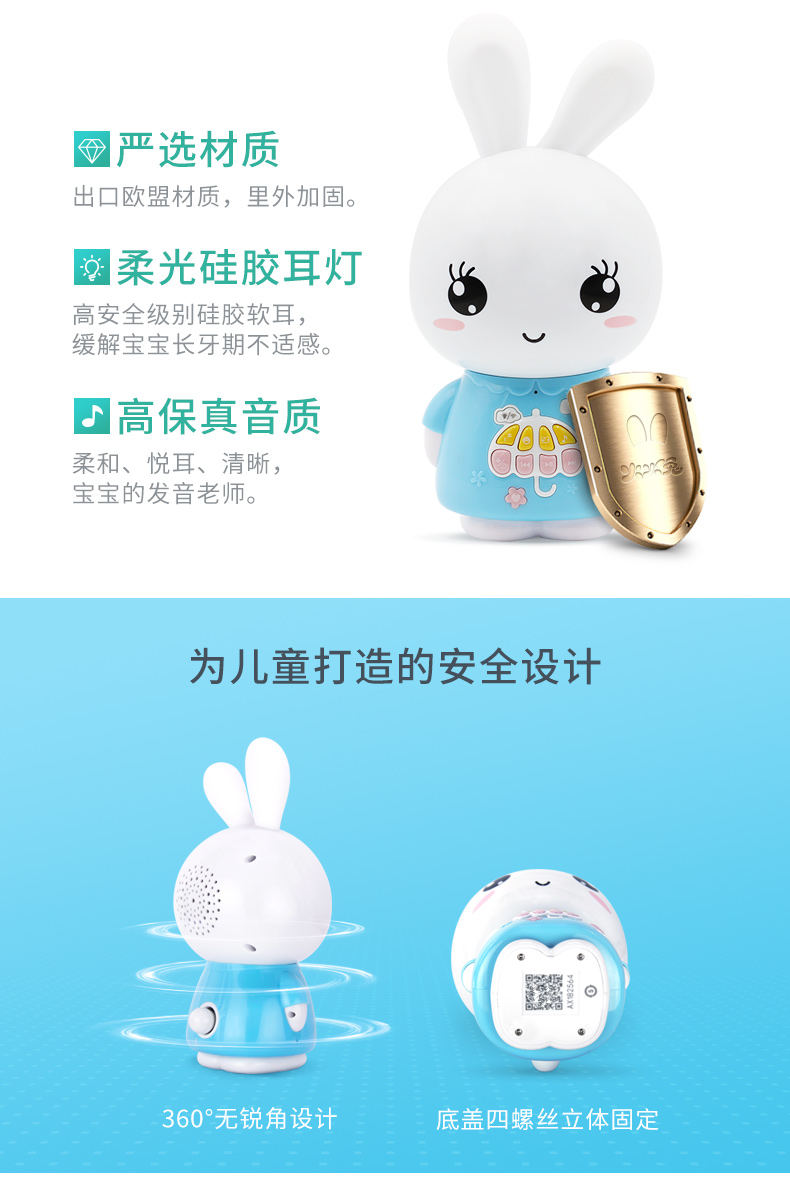 严选材质
出口欧盟材质，里外加固。
柔光硅胶耳灯
高安全级别硅胶软耳，
缓解宝宝长牙期不适感。
高保真音质
柔和、悦耳、清晰，
宝宝的发音老师。
为儿童打造的安全设计
AX1B2564
360°无锐角设计
底盖四螺丝立体固定